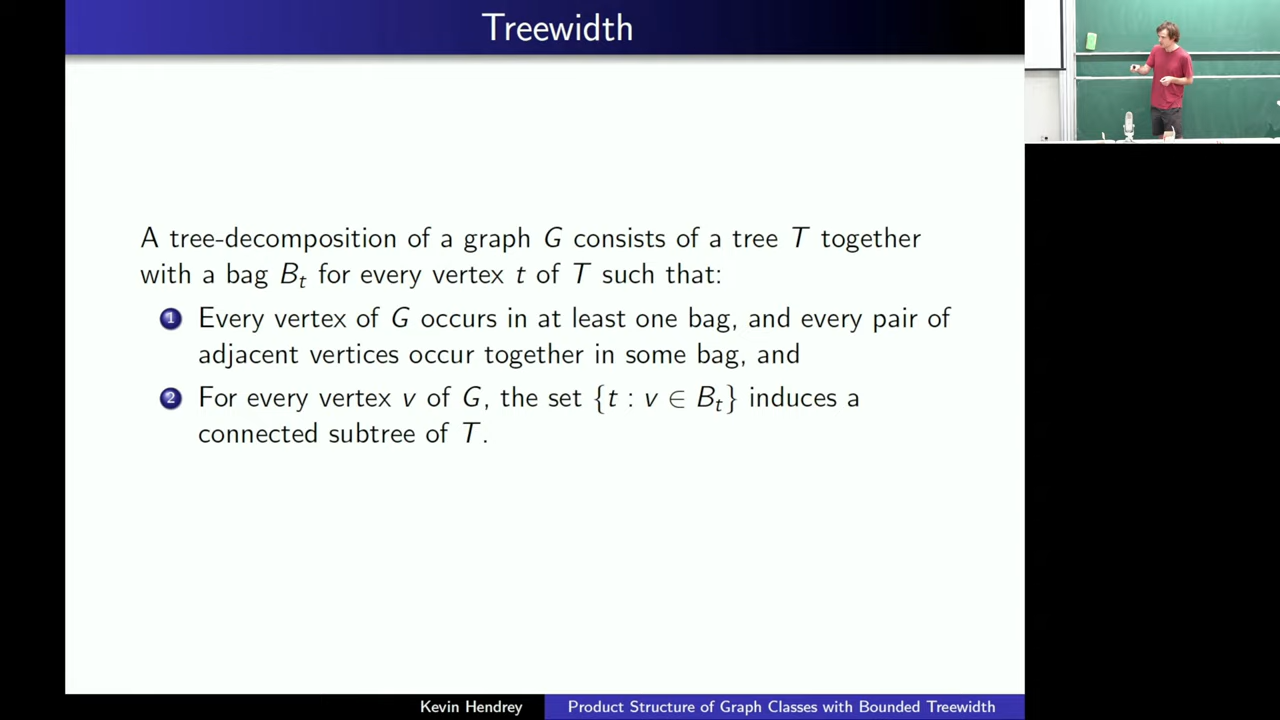 Treewidth
A tree-decomposition of a graph G consists of a tree T together
with a bag Bₜ for every vertex t of T such that:
1 Every vertex of G occurs in at least one bag, and every pair of
adjacent vertices occur together in some bag, and
2 For every vertex v of G, the set {t : v ∈ Bₜ} induces a
connected subtree of T.
Kevin Hendrey
Product Structure of Graph Classes with Bounded Treewidth